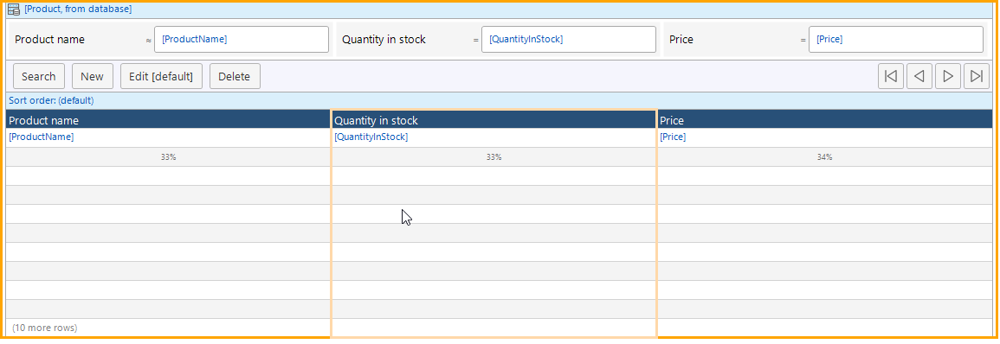 [Product, from database]
Product name ≈ [ProductName] Quantity in stock = [QuantityInStock] Price = [Price]
Search New Edit [default] Delete
Sort order: (default)
Product name Quantity in stock Price
[ProductName] [QuantityInStock] [Price]
33% 33% 34%
(10 more rows)